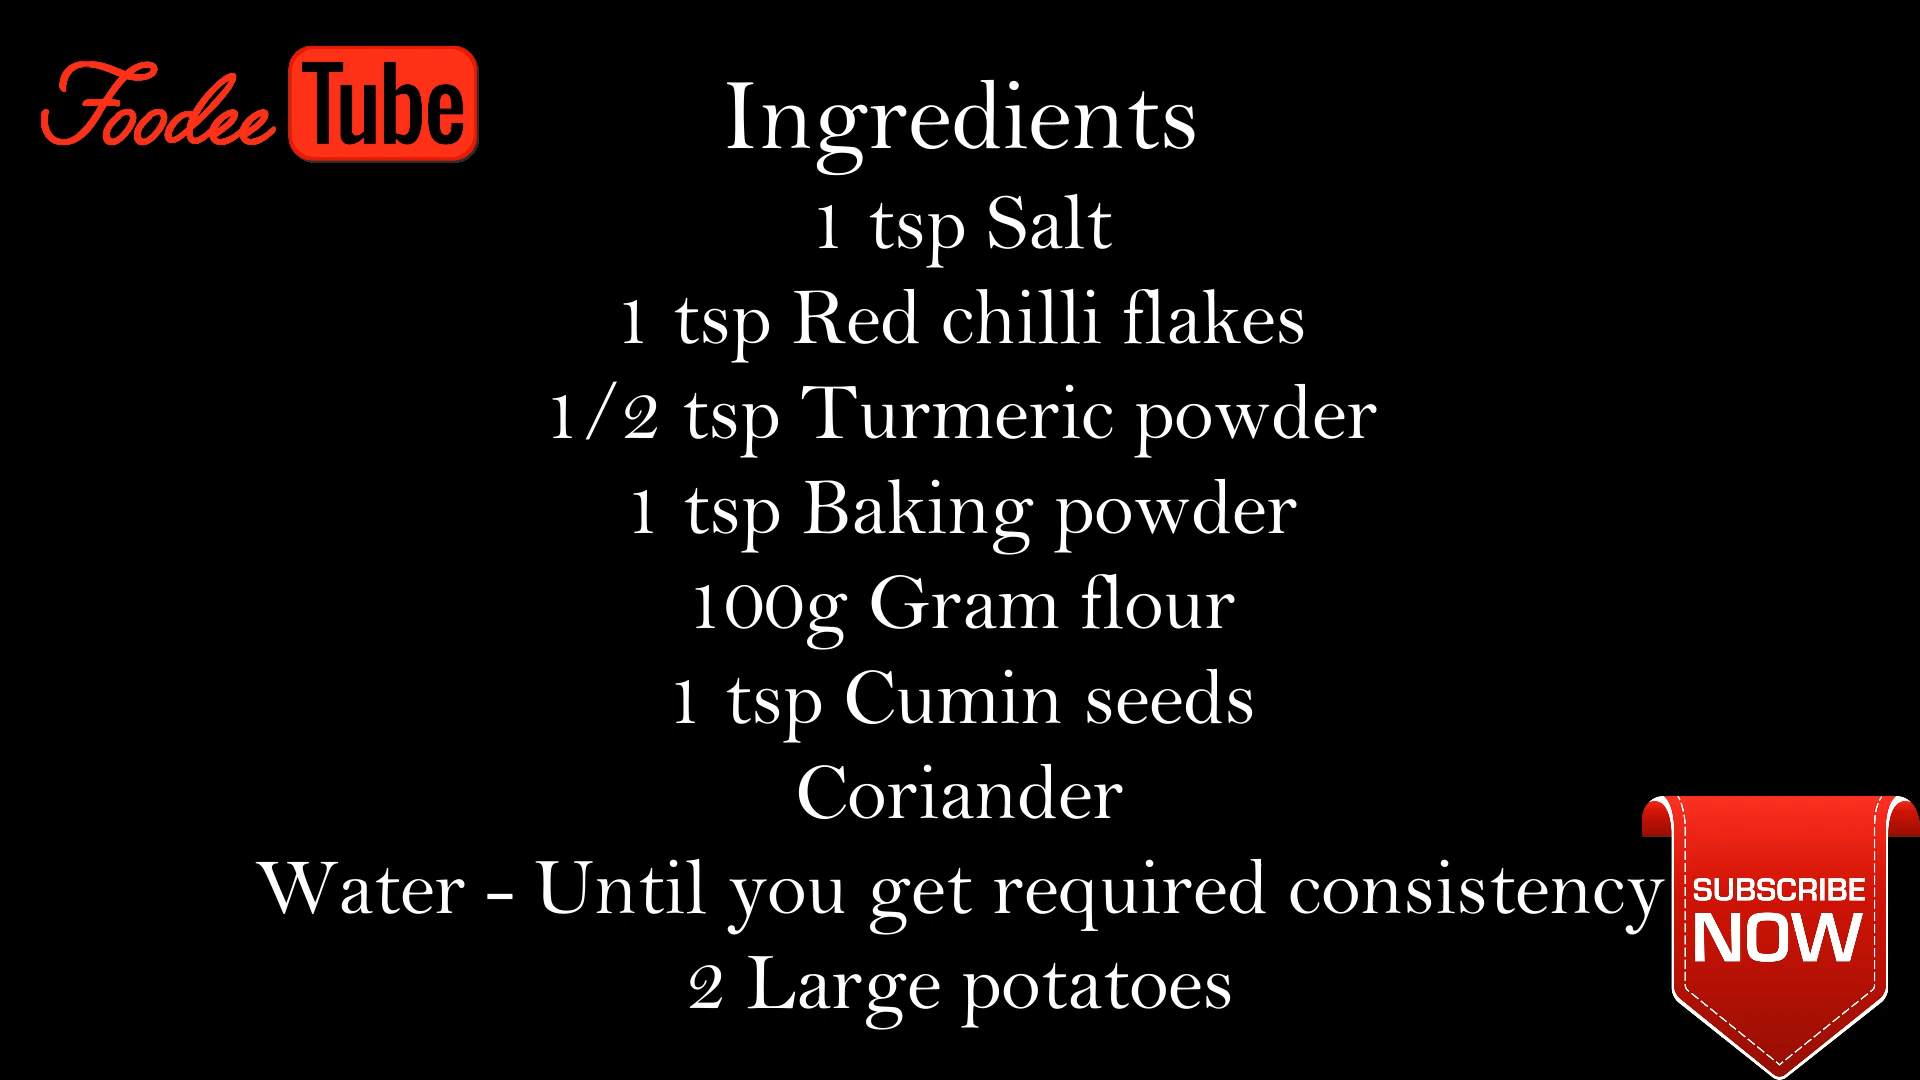 Foodee Tube
Ingredients
1 tsp Salt
1 tsp Red chilli flakes
1/2 tsp Turmeric powder
1 tsp Baking powder
100g Gram flour
1 tsp Cumin seeds
Coriander
Water - Until you get required consistency
2 Large potatoes
SUBSCRIBE
NOW